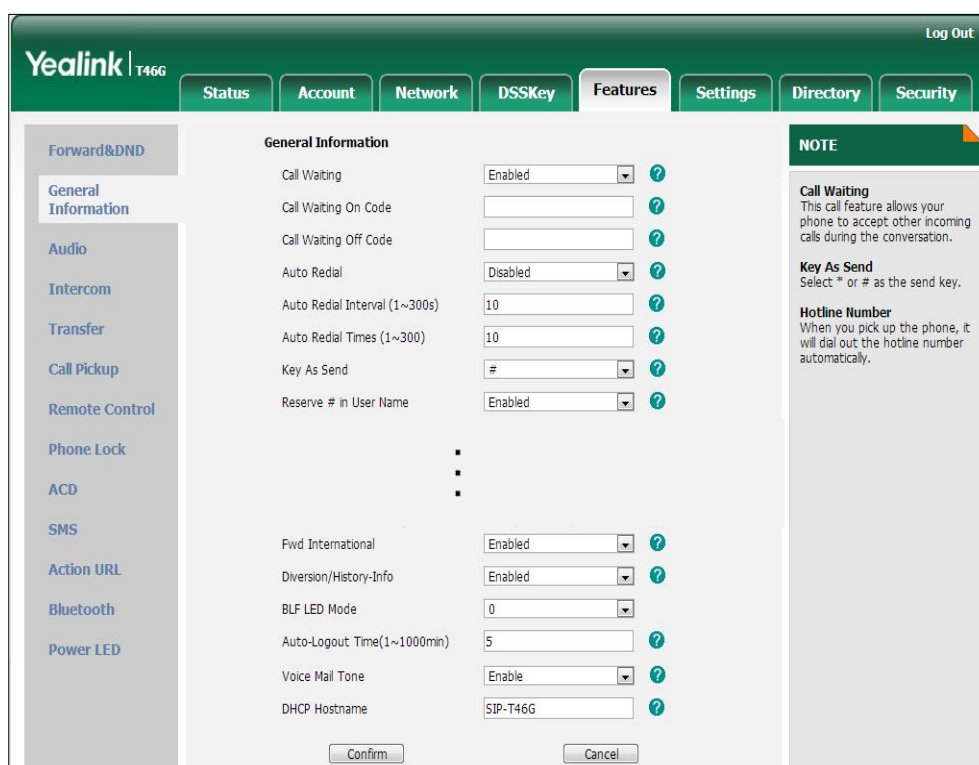 Log Out
Yealink | T46G
Status Account Network DSSKey Features Settings Directory Security
Forward&DND
General
Information
Audio
Intercom
Transfer
Call Pickup
Remote Control
Phone Lock
ACD
SMS
Action URL
Bluetooth
Power LED
General Information
Call Waiting Enabled ?
Call Waiting On Code ?
Call Waiting Off Code ?
Auto Redial Disabled ?
Auto Redial Interval (1~300s) 10 ?
Auto Redial Times (1~300) 10 ?
Key As Send # ?
Reserve # in User Name Enabled ?
Fwd International Enabled ?
Diversion/History-Info Enabled ?
BLF LED Mode 0
Auto-Logout Time(1~1000min) 5 ?
Voice Mail Tone Enable ?
DHCP Hostname SIP-T46G ?
Confirm Cancel
NOTE
Call Waiting
This call feature allows your
phone to accept other incoming
calls during the conversation.
Key As Send
Select * or # as the send key.
Hotline Number
When you pick up the phone, it
will dial out the hotline number
automatically.